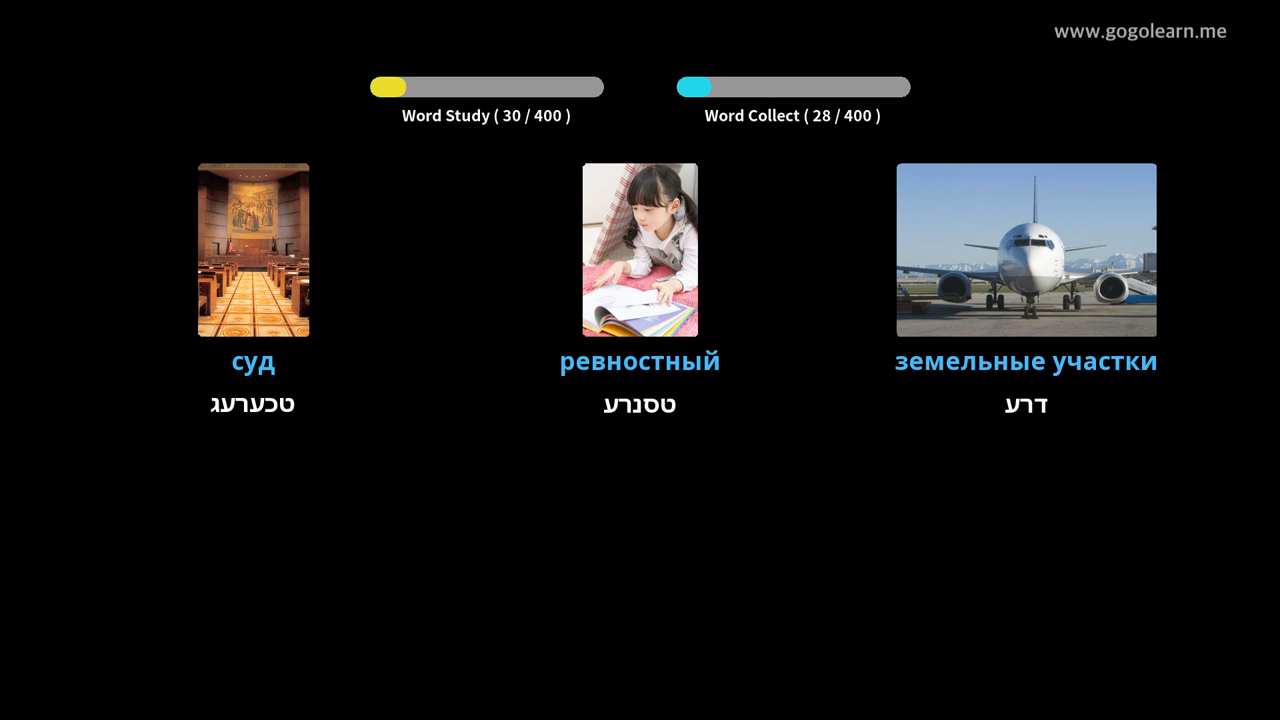 www.gogolearn.me
Word Study ( 30 / 400 )
Word Collect ( 28 / 400 )
суд
טכערעג
ревностный
טסנרע
земельные участки
דרע